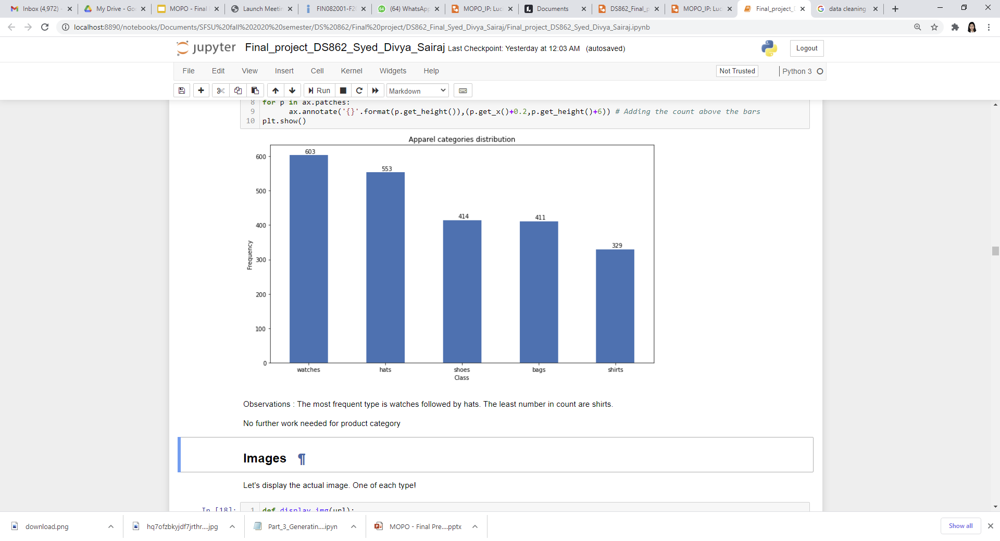 Inbox (4,972) -
My Drive - Go
MOPO - Final
Launch Meetin
FIN082001-F2
(64) WhatsApp
MOPO_IP: Luc
Documents
DS862_Final_p
MOPO_IP: Luc
Final_project_
data cleaning
localhost:8890/notebooks/Documents/SFSU%20fall%202020%20semester/DS%20862/Final%20project/DS862_Final_Syed_Divya_Sairaj/Final_project_DS862_Syed_Divya_Sairaj.ipynb
jupyter Final_project_DS862_Syed_Divya_Sairaj Last Checkpoint: Yesterday at 12:03 AM (autosaved)
Logout
File Edit View Insert Cell Kernel Widgets Help
Not Trusted
Python 3
Run
Markdown
8 for p in ax.patches:
9 ax.annotate('{}'.format(p.get_height()),(p.get_x()+0.2,p.get_height()+6)) # Adding the count above the bars
10 plt.show()
Apparel categories distribution
603
553
414
411
329
600
500
400
300
200
100
0
Frequency
watches hats shoes bags shirts
Class
Observations : The most frequent type is watches followed by hats. The least number in count are shirts.
No further work needed for product category
Images ¶
Let's display the actual image. One of each type!
In [18]: 1 def display_img(url):
download.png
hq7ofzbkyjdf7jrthr....jpg
Part_3_Generatin....ipyn
MOPO - Final Pre....pptx
Show all